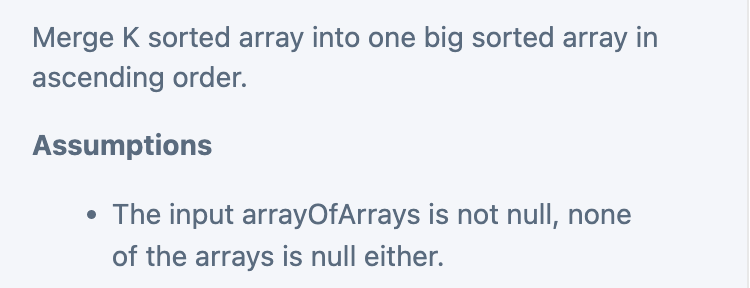 Merge K sorted array into one big sorted array in
ascending order.
Assumptions
• The input arrayOfArrays is not null, none
of the arrays is null either.